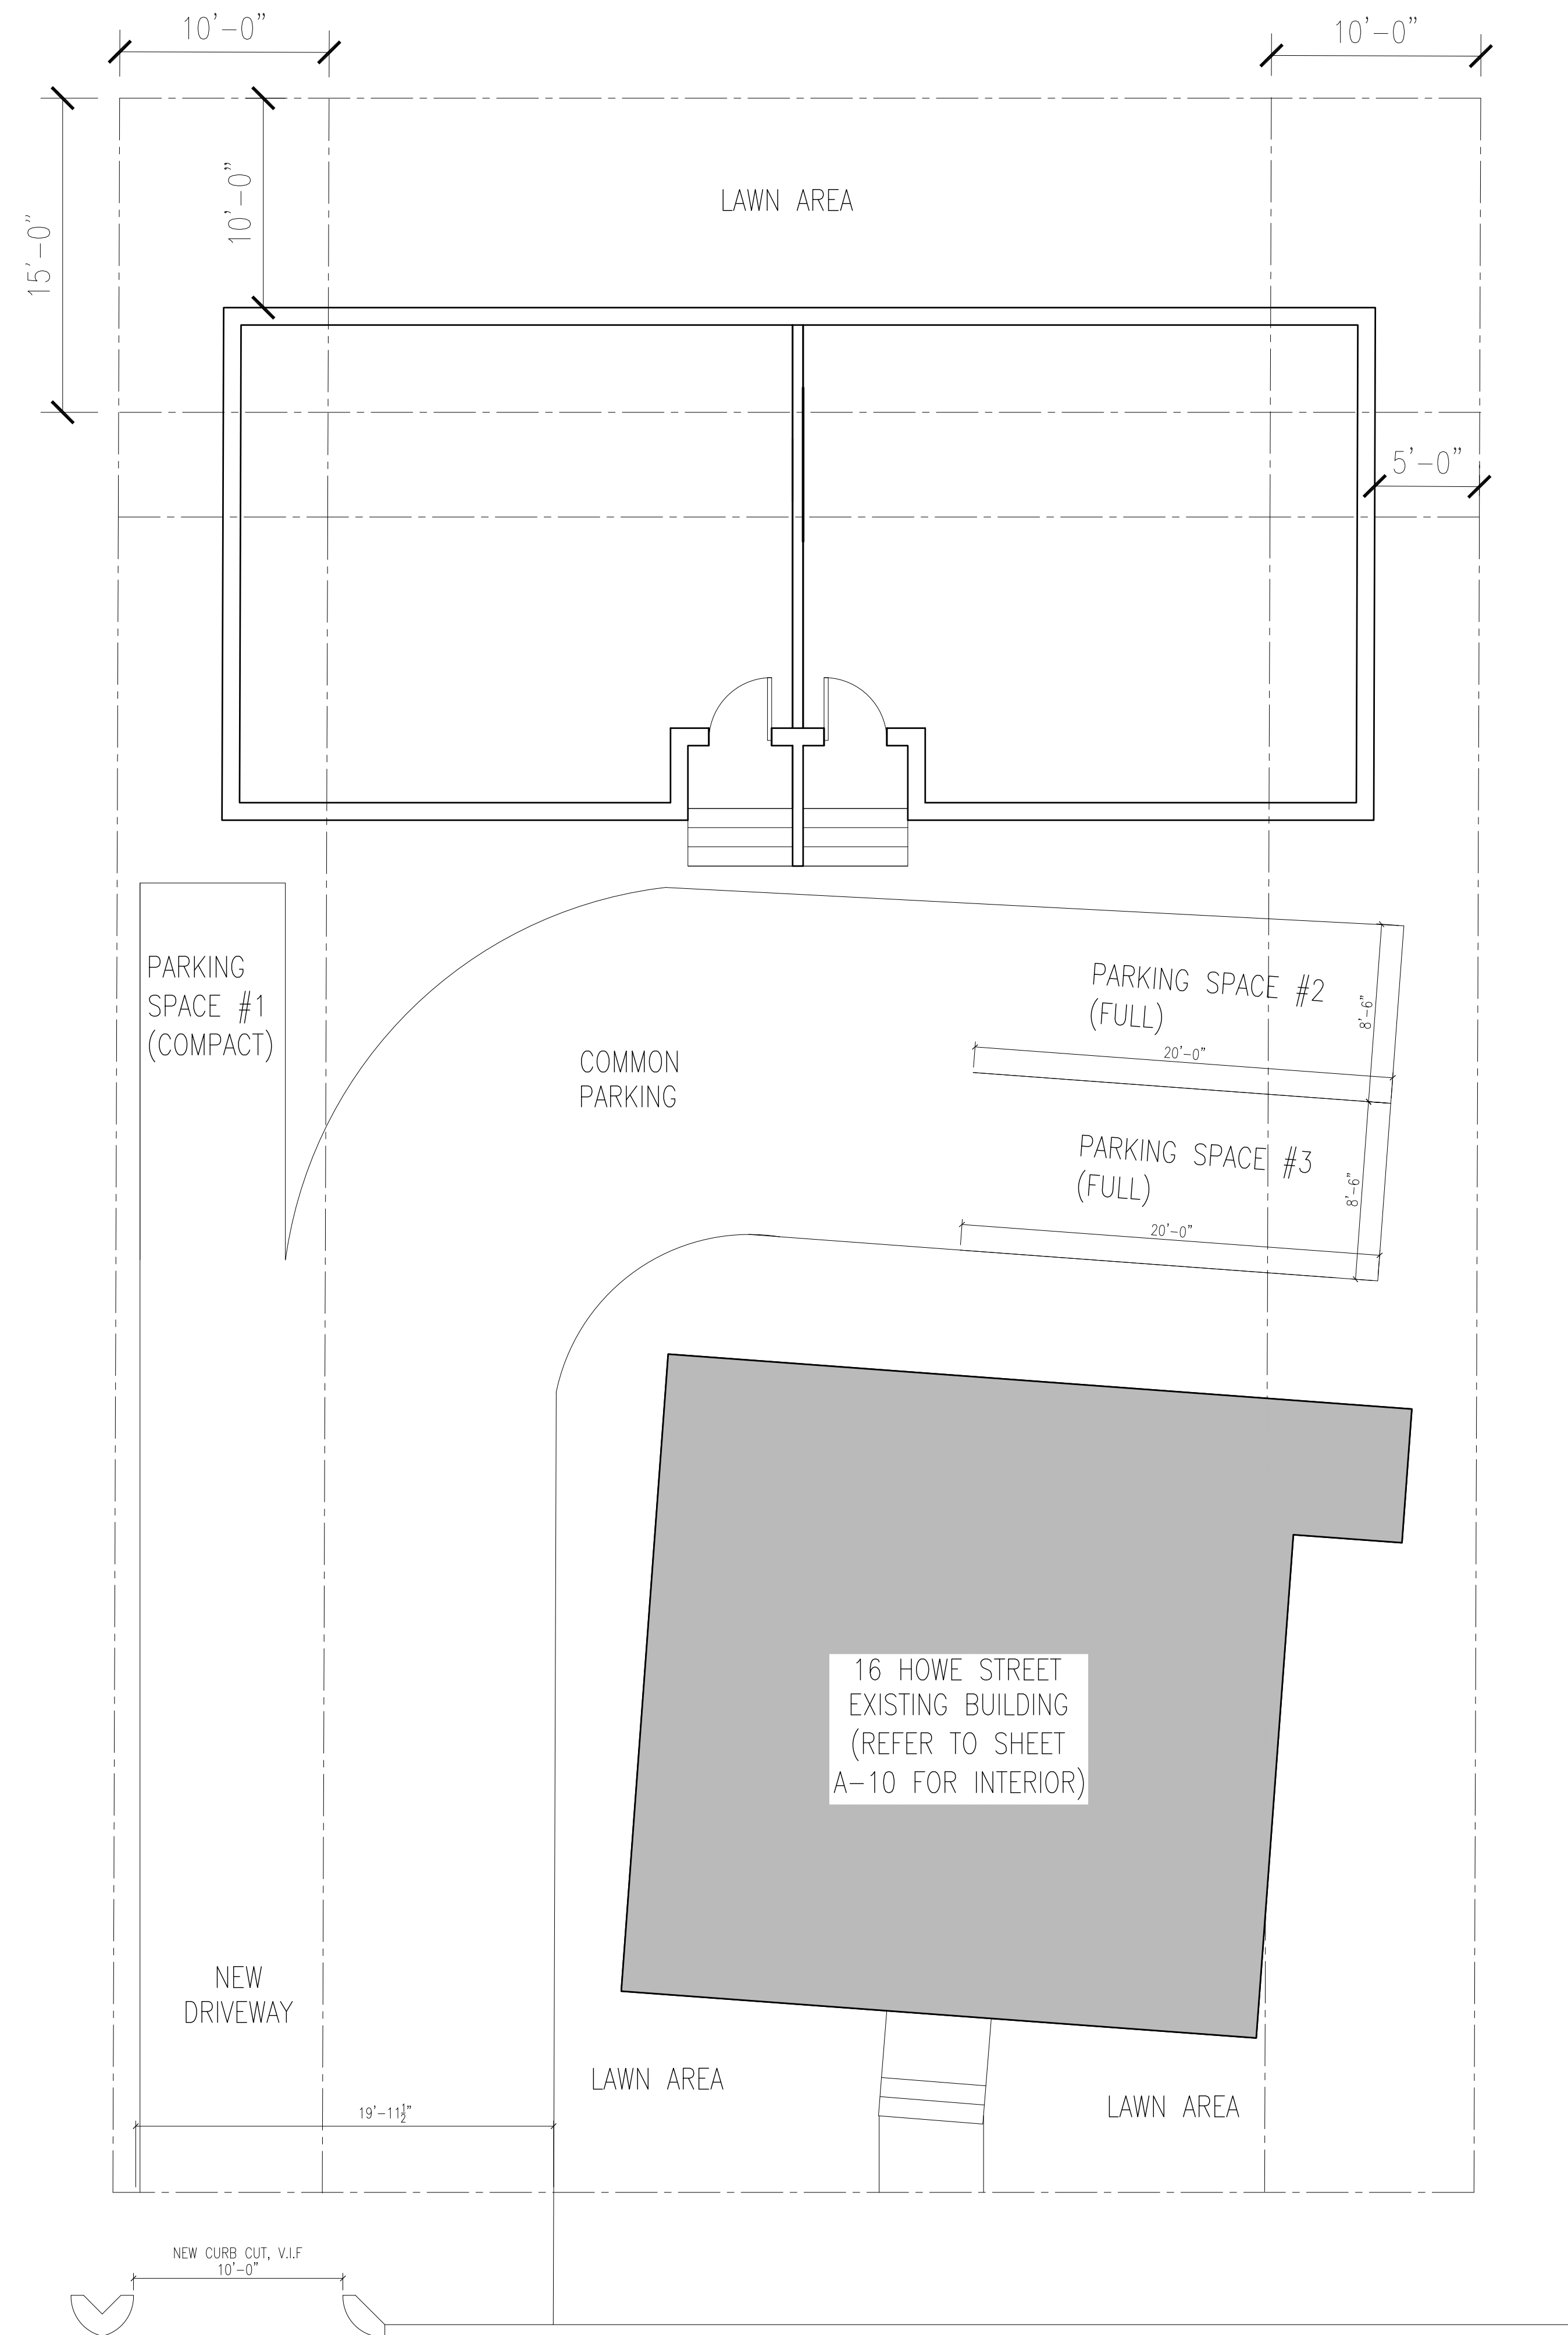 10'-0"
10'-0"
10'-0"
15'-0"
LAWN AREA
5'-0"
PARKING
SPACE #1
(COMPACT)
COMMON
PARKING
PARKING SPACE #2
(FULL)
8'-6"
20'-0"
PARKING SPACE #3
(FULL)
8'-6"
20'-0"
16 HOWE STREET
EXISTING BUILDING
(REFER TO SHEET
A-10 FOR INTERIOR)
NEW
DRIVEWAY
LAWN AREA
LAWN AREA
19'-11½"
NEW CURB CUT, V.I.F
10'-0"